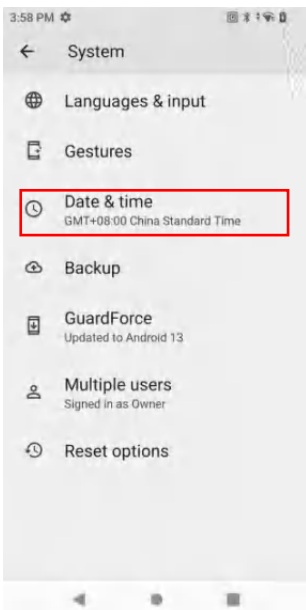 3:58 PM
System
Languages & input
Gestures
Date & time
GMT+08:00 China Standard Time
Backup
GuardForce
Updated to Android 13
Multiple users
Signed in as Owner
Reset options